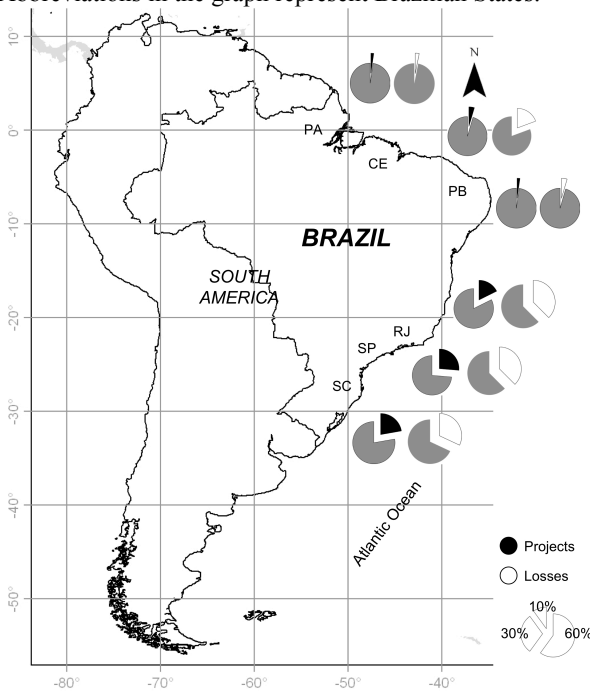 Abbreviations in the graph represent Brazilian States.
10°
0°
-10°
-20°
-30°
-40°
-50°
N
PA
CE
PB
BRAZIL
SOUTH
AMERICA
RJ
SP
SC
Atlantic Ocean
Projects
Losses
10%
30%
60%
-80°
-70°
-60°
-50°
-40°